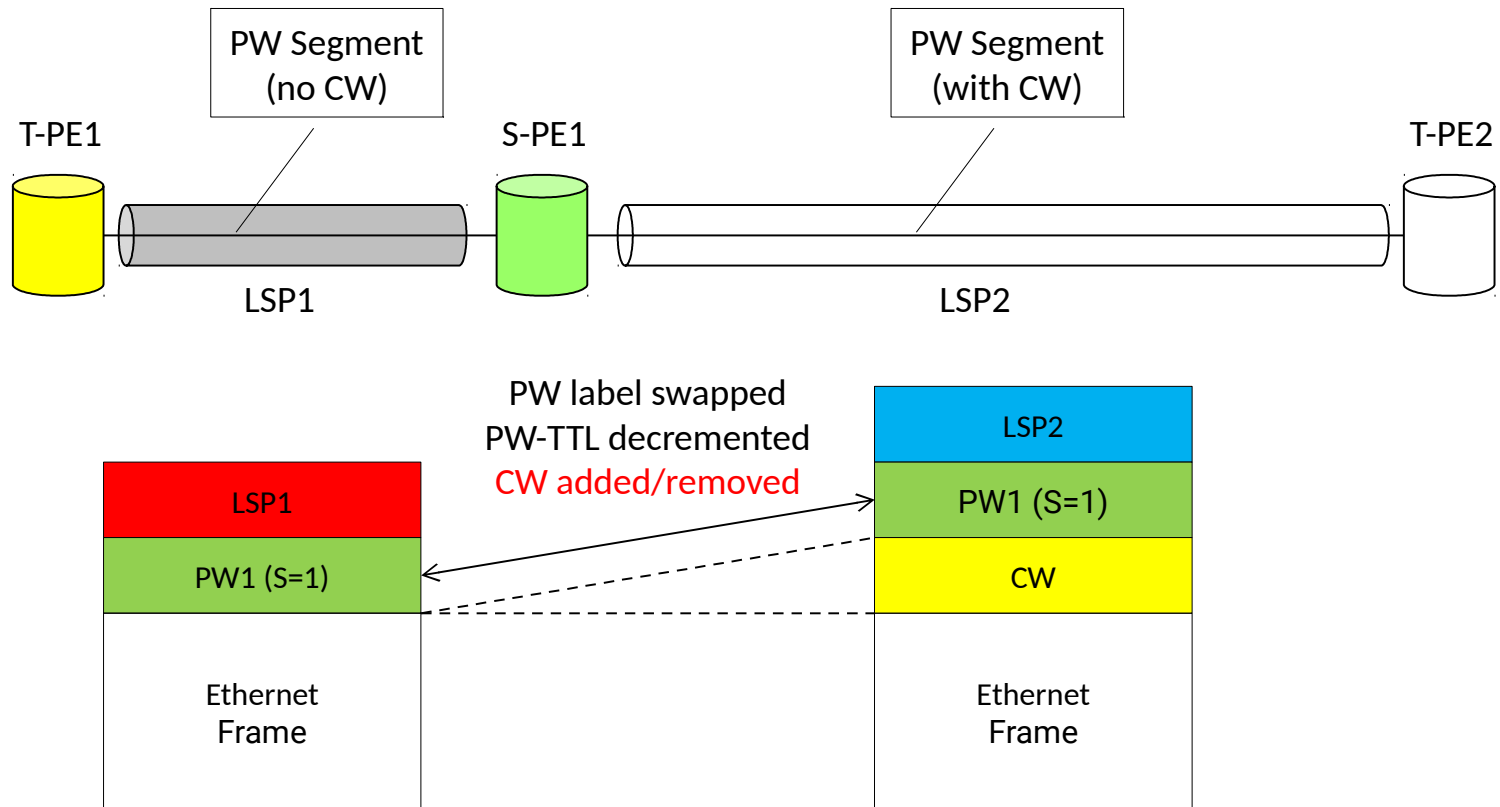 PW Segment
(no CW)
PW Segment
(with CW)
T-PE1
S-PE1
T-PE2
LSP1
LSP2
PW label swapped
PW-TTL decremented
CW added/removed
LSP1
PW1 (S=1)
Ethernet
Frame
LSP2
PW1 (S=1)
CW
Ethernet
Frame